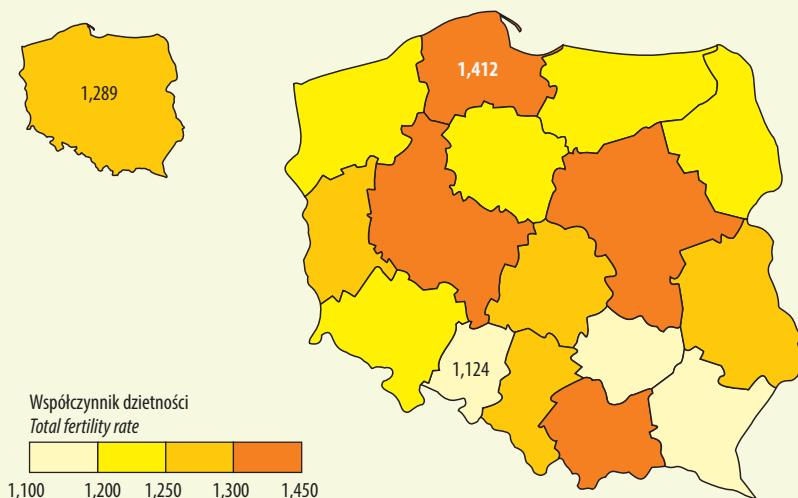 1,289
1,412
1,124
Współczynnik dzietności
Total fertility rate
1,100 1,200 1,250 1,300 1,450